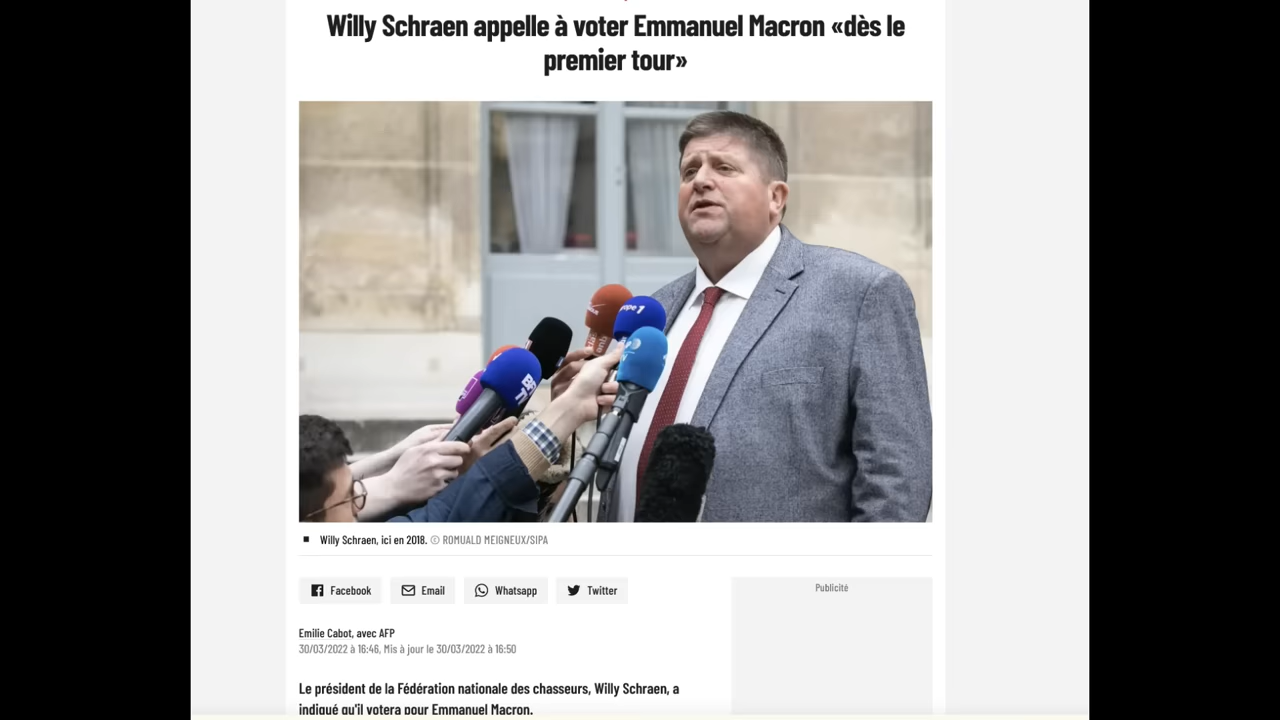 Willy Schraen appelle à voter Emmanuel Macron «dès le
premier tour»
Willy Schraen, ici en 2018. © ROMUALD MEIGNEUX/SIPA
Facebook
Email
Whatsapp
Twitter
Publicité
Emilie Cabot, avec AFP
30/03/2022 à 16:46, Mis à jour le 30/03/2022 à 16:50
Le président de la Fédération nationale des chasseurs, Willy Schraen, a
indiqué qu'il votera pour Emmanuel Macron.